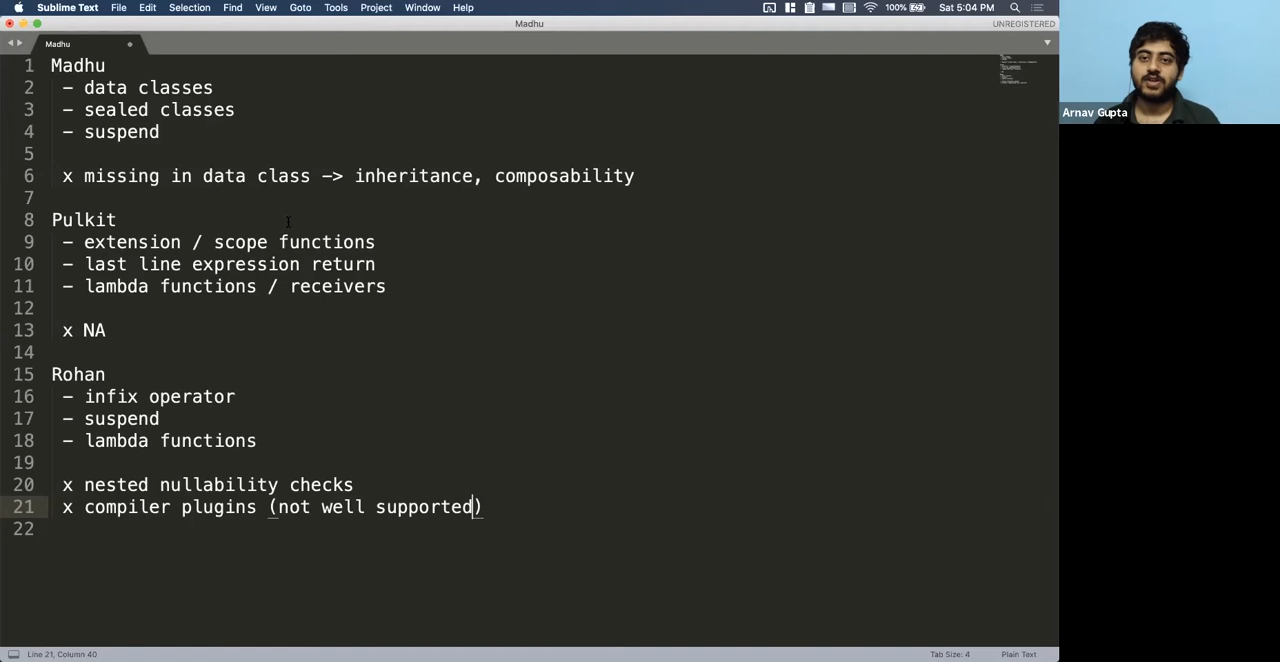 Sublime Text File Edit Selection Find View Goto Tools Project Window Help 100% Sat 5:04 PM
Madhu UNREGISTERED
Madhu
1 Madhu
2 - data classes
3 - sealed classes
4 - suspend
5
6 x missing in data class -> inheritance, composability
7
8 Pulkit
9 - extension / scope functions
10 - last line expression return
11 - lambda functions / receivers
12
13 x NA
14
15 Rohan
16 - infix operator
17 - suspend
18 - lambda functions
19
20 x nested nullability checks
21 x compiler plugins (not well supported)
22
Line 21, Column 40 Tab Size: 4 Plain Text
Arnav Gupta